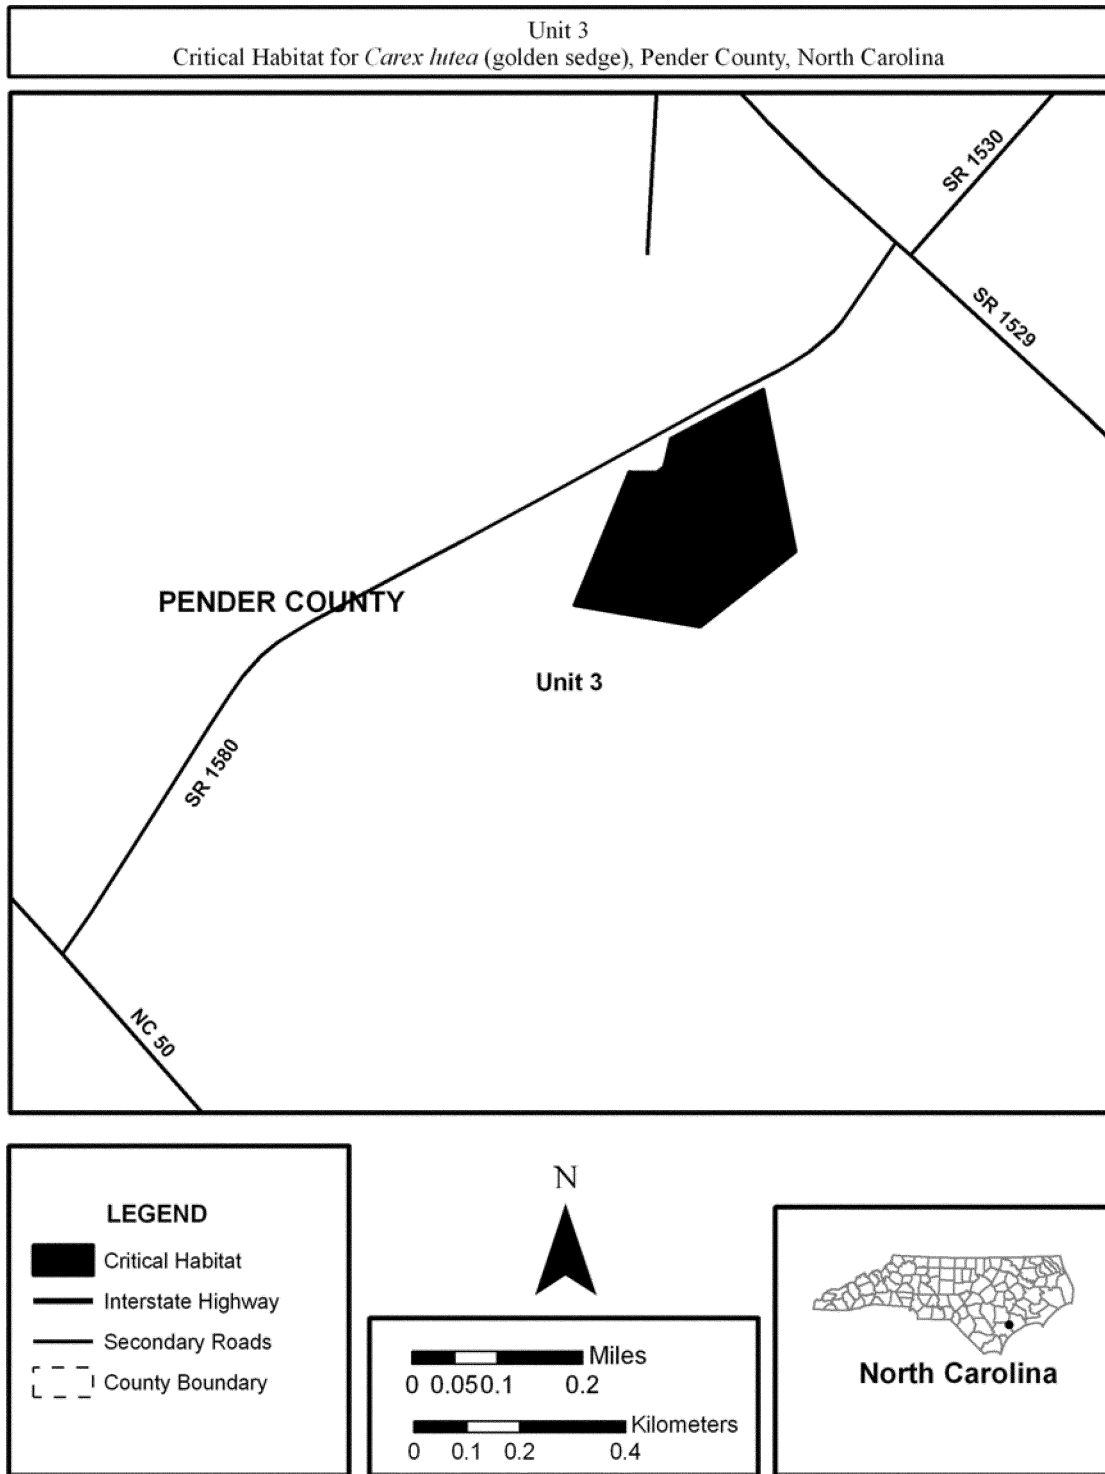 Unit 3
Critical Habitat for Carex lutea (golden sedge), Pender County, North Carolina
SR 1530
SR 1529
PENDER COUNTY
Unit 3
SR 1580
NC 50
LEGEND
Critical Habitat
Interstate Highway
Secondary Roads
County Boundary
N
Miles
0 0.05 0.1 0.2
Kilometers
0 0.1 0.2 0.4
North Carolina